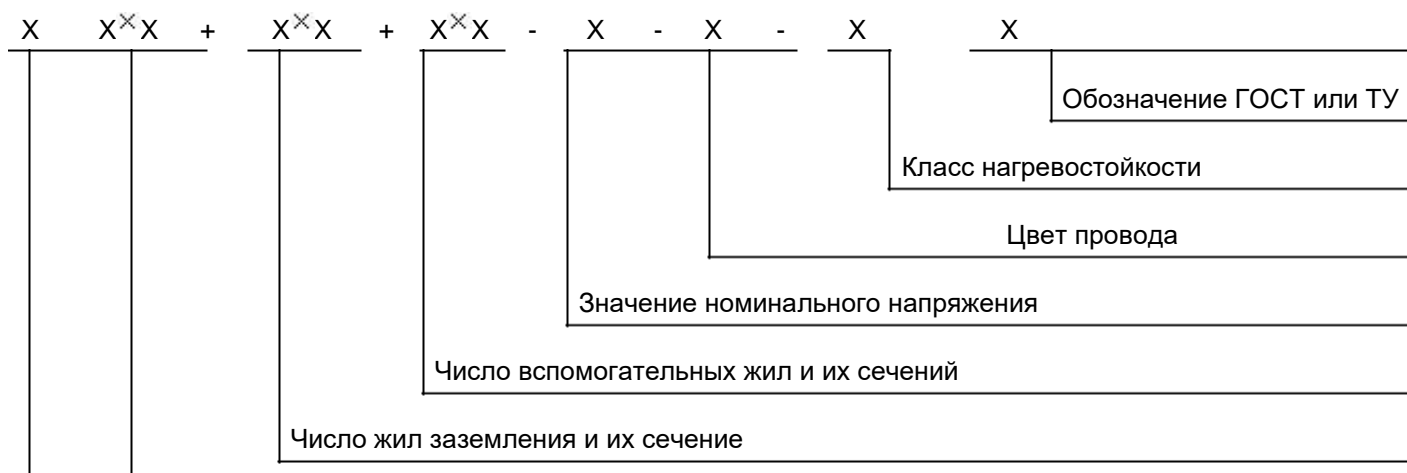 X X×X + X×X + X×X - X - X - X X
Обозначение ГОСТ или ТУ
Класс нагревостойкости
Цвет провода
Значение номинального напряжения
Число вспомогательных жил и их сечений
Число жил заземления и их сечение